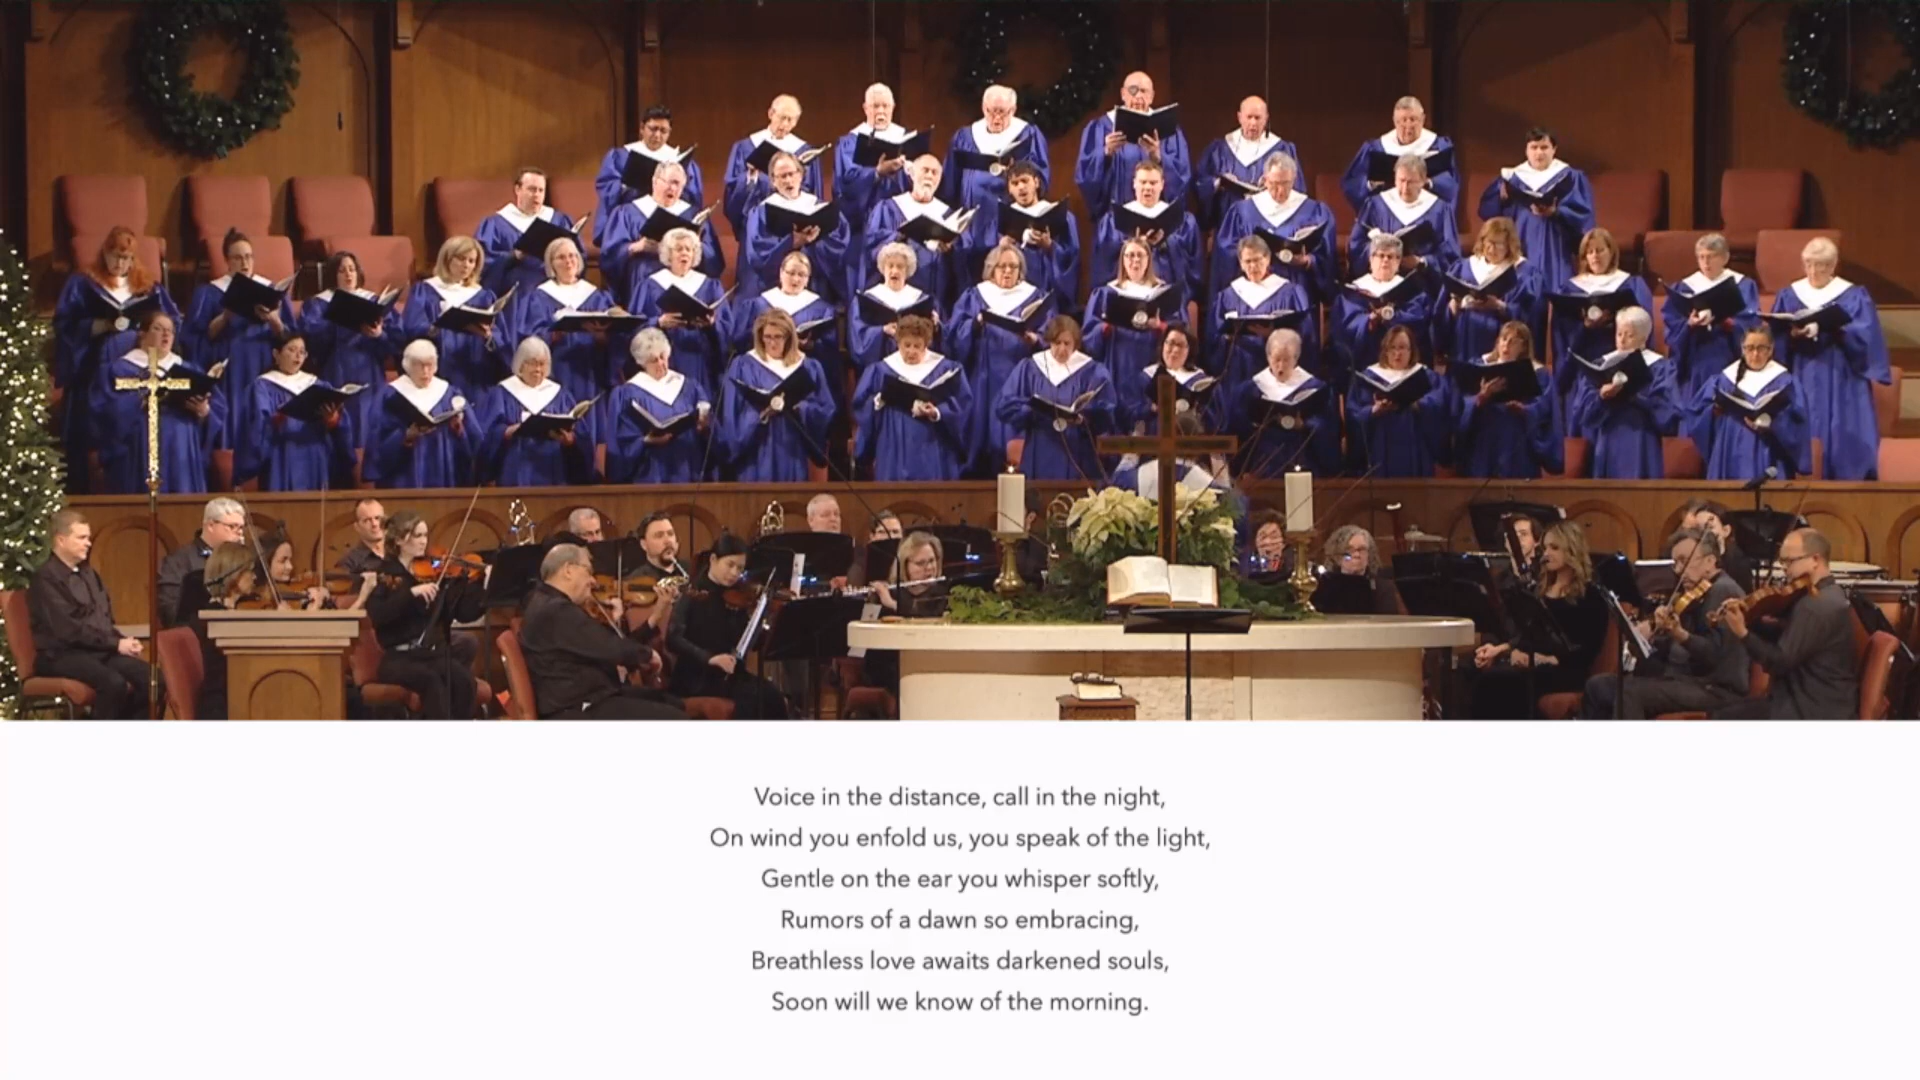 Voice in the distance, call in the night,
On wind you enfold us, you speak of the light,
Gentle on the ear you whisper softly,
Rumors of a dawn so embracing,
Breathless love awaits darkened souls,
Soon will we know of the morning.